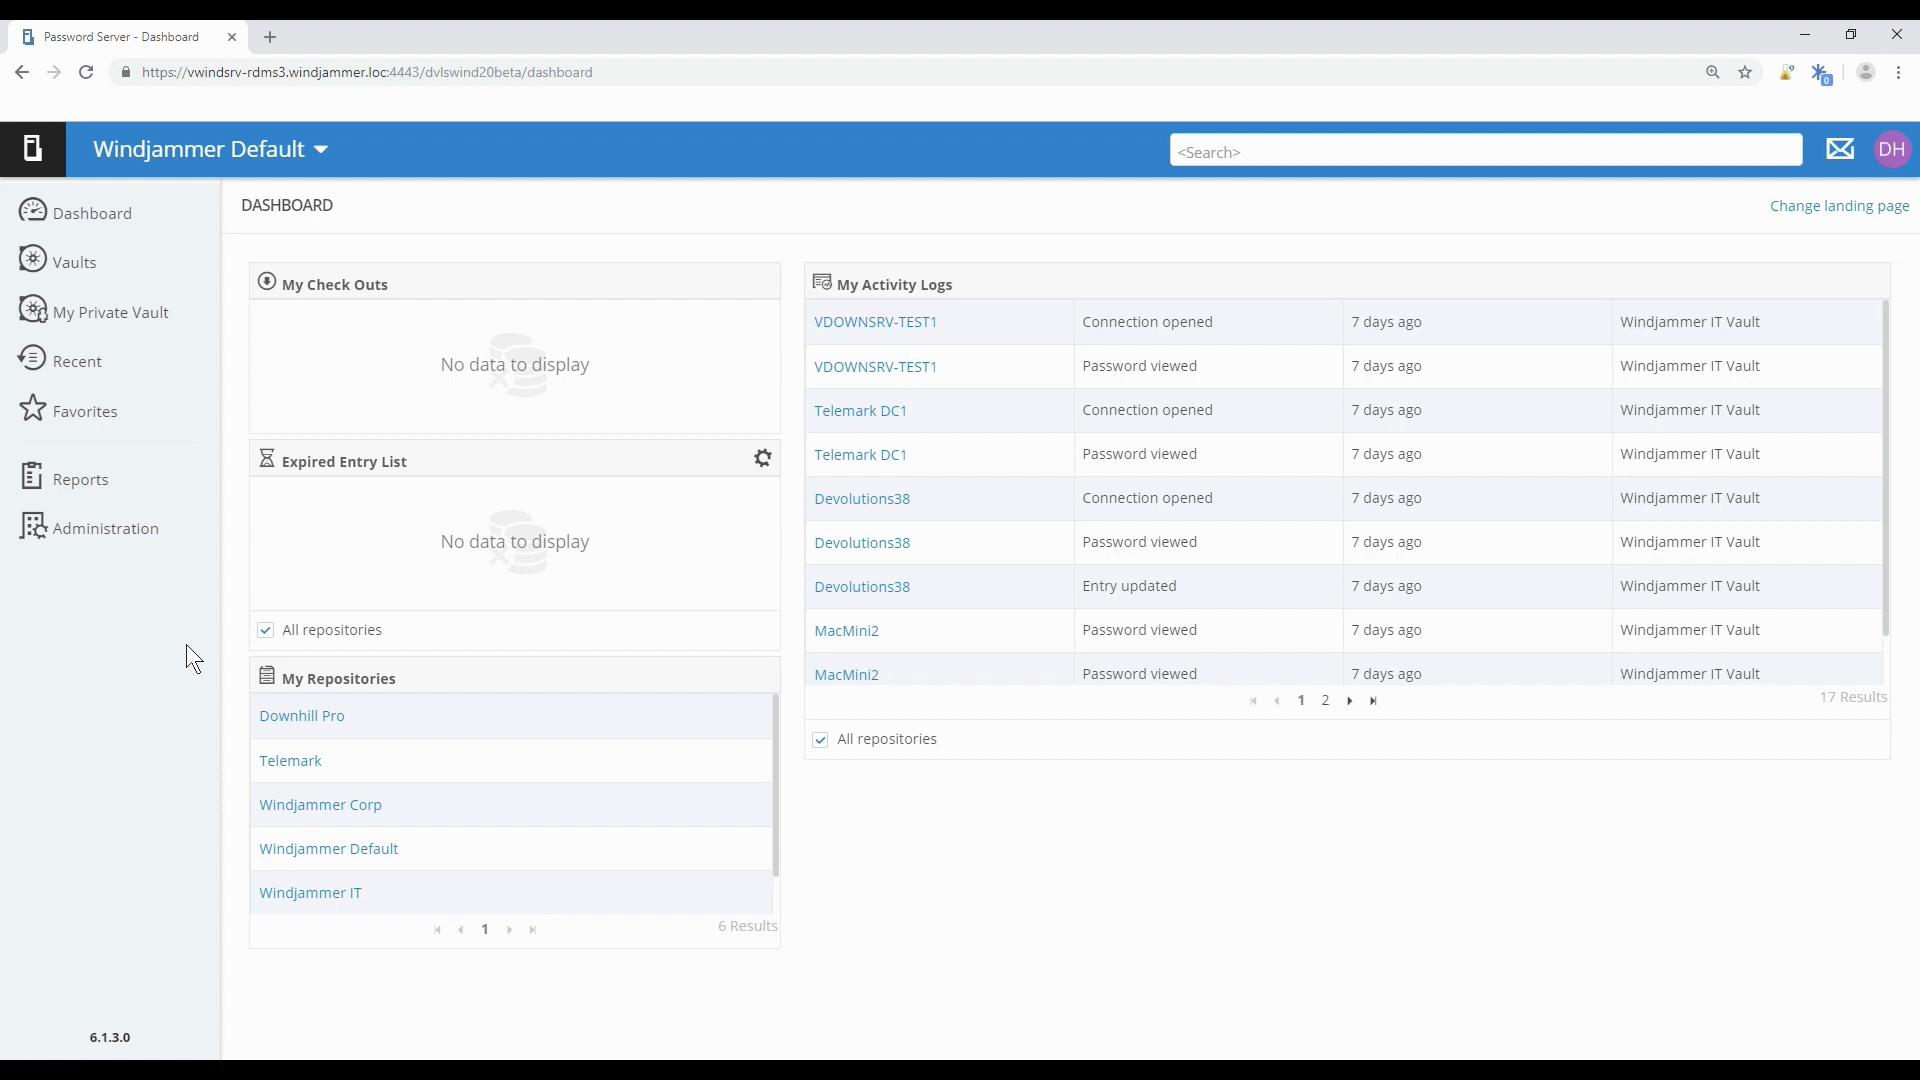 Password Server - Dashboard
https://vwindsrv-rdms3.windjammer.loc:4443/dvlswind20beta/dashboard
0
Windjammer Default
<Search>
DH
Dashboard
Vaults
My Private Vault
Recent
Favorites
Reports
Administration
6.1.3.0
DASHBOARD
Change landing page
My Check Outs
No data to display
Expired Entry List
No data to display
All repositories
My Repositories
Downhill Pro
Telemark
Windjammer Corp
Windjammer Default
Windjammer IT
1
6 Results
My Activity Logs
VDOWNSRV-TEST1 Connection opened 7 days ago Windjammer IT Vault
VDOWNSRV-TEST1 Password viewed 7 days ago Windjammer IT Vault
Telemark DC1 Connection opened 7 days ago Windjammer IT Vault
Telemark DC1 Password viewed 7 days ago Windjammer IT Vault
Devolutions38 Connection opened 7 days ago Windjammer IT Vault
Devolutions38 Password viewed 7 days ago Windjammer IT Vault
Devolutions38 Entry updated 7 days ago Windjammer IT Vault
MacMini2 Password viewed 7 days ago Windjammer IT Vault
MacMini2 Password viewed 7 days ago Windjammer IT Vault
1 2
17 Results
All repositories